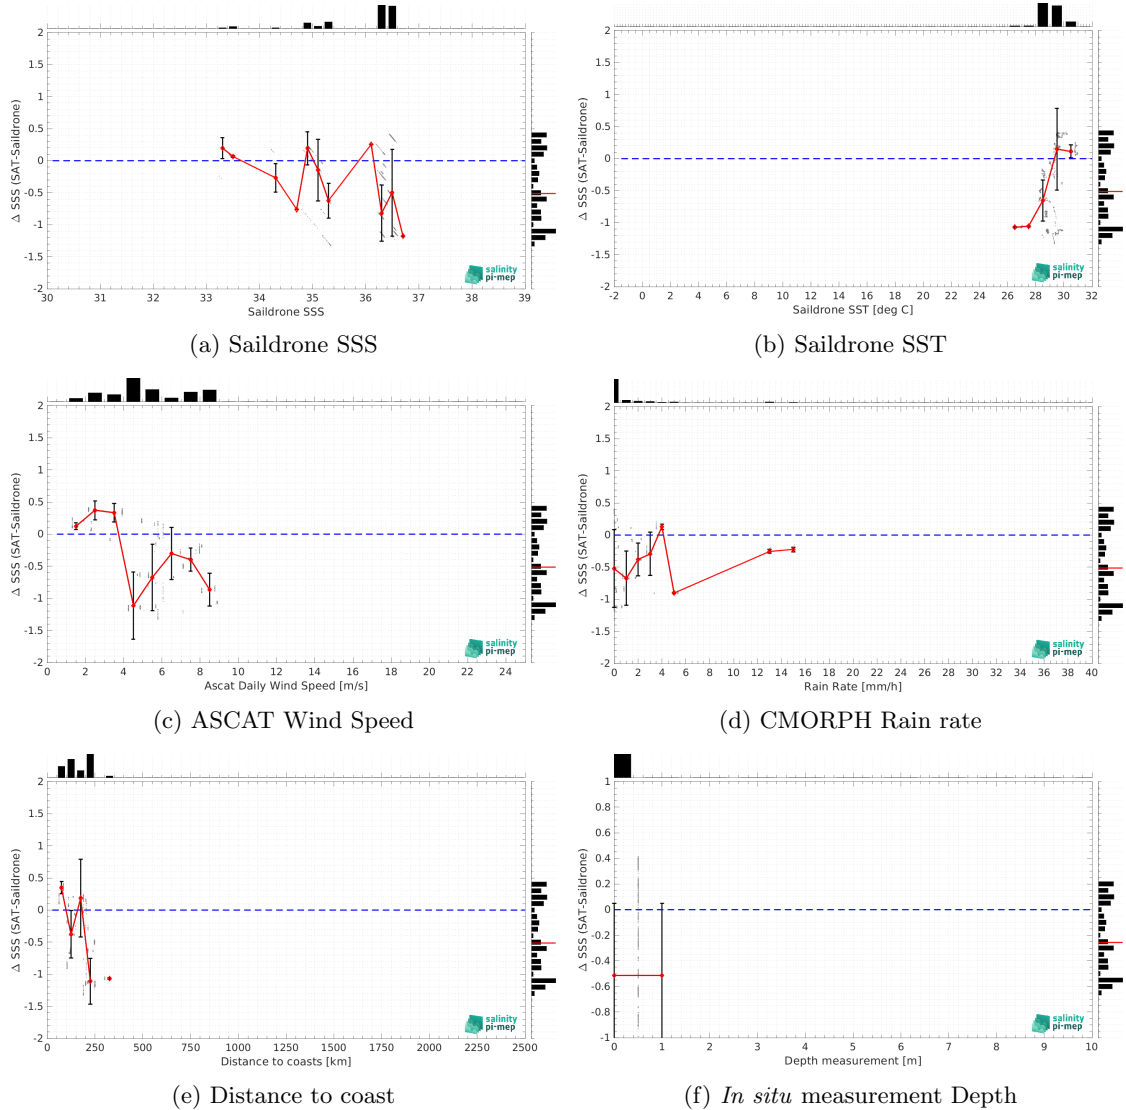 2
1.5
1
0.5
0
-0.5
-1
-1.5
-2
Δ SSS (SAT-Saildrone)
30 31 32 33 34 35 36 37 38 39
Saildrone SSS
salinity
pi-mep
(a) Saildrone SSS
2
1.5
1
0.5
0
-0.5
-1
-1.5
-2
Δ SSS (SAT-Saildrone)
-2 0 2 4 6 8 10 12 14 16 18 20 22 24 26 28 30 32
Saildrone SST [deg C]
salinity
pi-mep
(b) Saildrone SST
2
1.5
1
0.5
0
-0.5
-1
-1.5
-2
Δ SSS (SAT-Saildrone)
0 2 4 6 8 10 12 14 16 18 20 22 24
Ascat Daily Wind Speed [m/s]
salinity
pi-mep
(c) ASCAT Wind Speed
2
1.5
1
0.5
0
-0.5
-1
-1.5
-2
Δ SSS (SAT-Saildrone)
0 2 4 6 8 10 12 14 16 18 20 22 24 26 28 30 32 34 36 38 40
Rain Rate [mm/h]
salinity
pi-mep
(d) CMORPH Rain rate
2
1.5
1
0.5
0
-0.5
-1
-1.5
-2
Δ SSS (SAT-Saildrone)
0 250 500 750 1000 1250 1500 1750 2000 2250 2500
Distance to coasts [km]
salinity
pi-mep
(e) Distance to coast
1
0.8
0.6
0.4
0.2
0
-0.2
-0.4
-0.6
-0.8
-1
Δ SSS (SAT-Saildrone)
0 1 2 3 4 5 6 7 8 9 10
Depth measurement [m]
salinity
pi-mep
(f) In situ measurement Depth